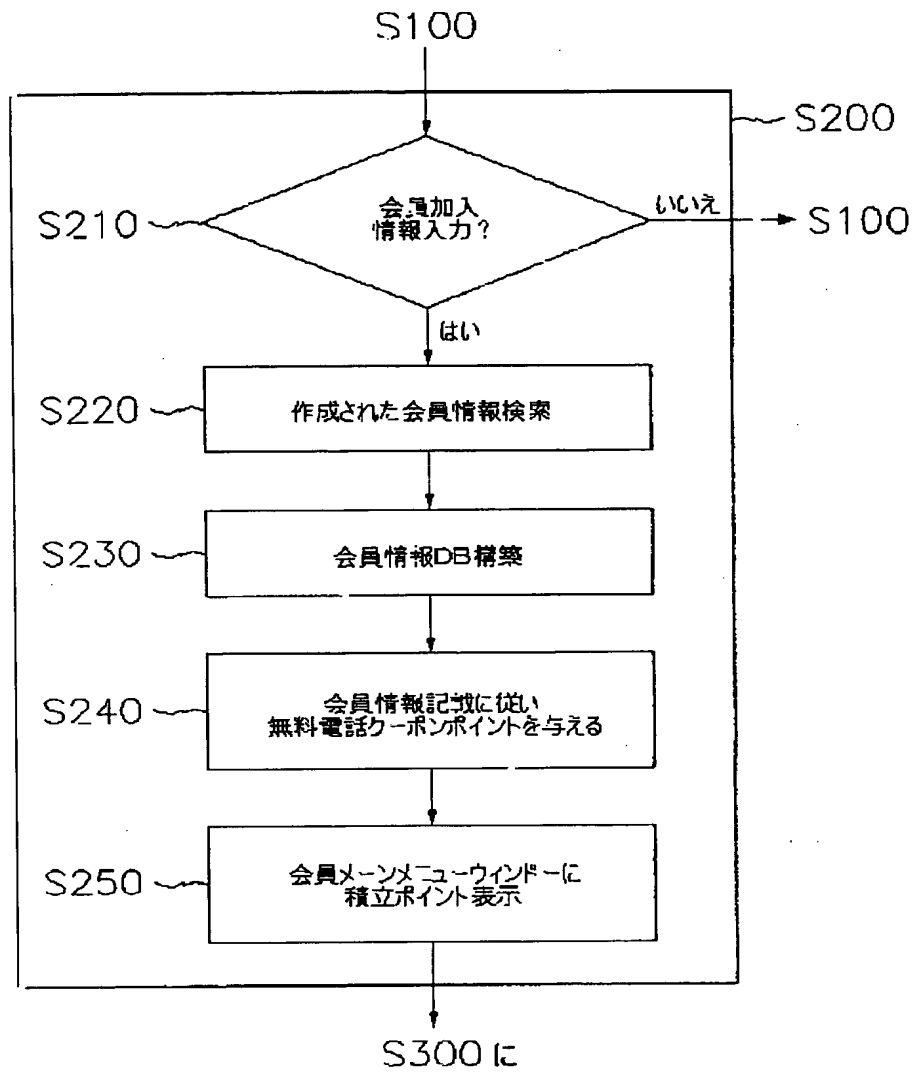 S100
S200
S210
会員加入
情報入力？
いいえ
S100
はい
S220
作成された会員情報検索
S230
会員情報DB構築
S240
会員情報記載に従い
無料電話クーポンポイントを与える
S250
会員メーンメニューウィンドーに
積立ポイント表示
S300に